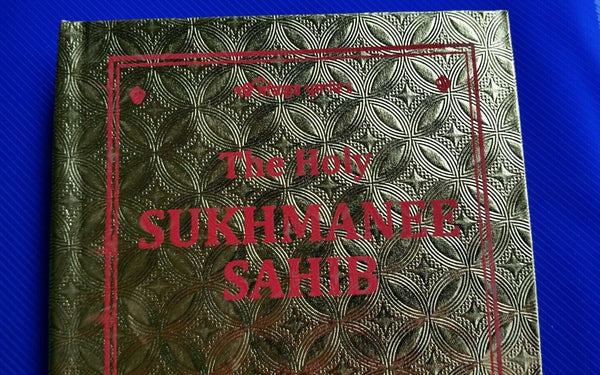 The Holy
SUKHMANEE
SAHIB